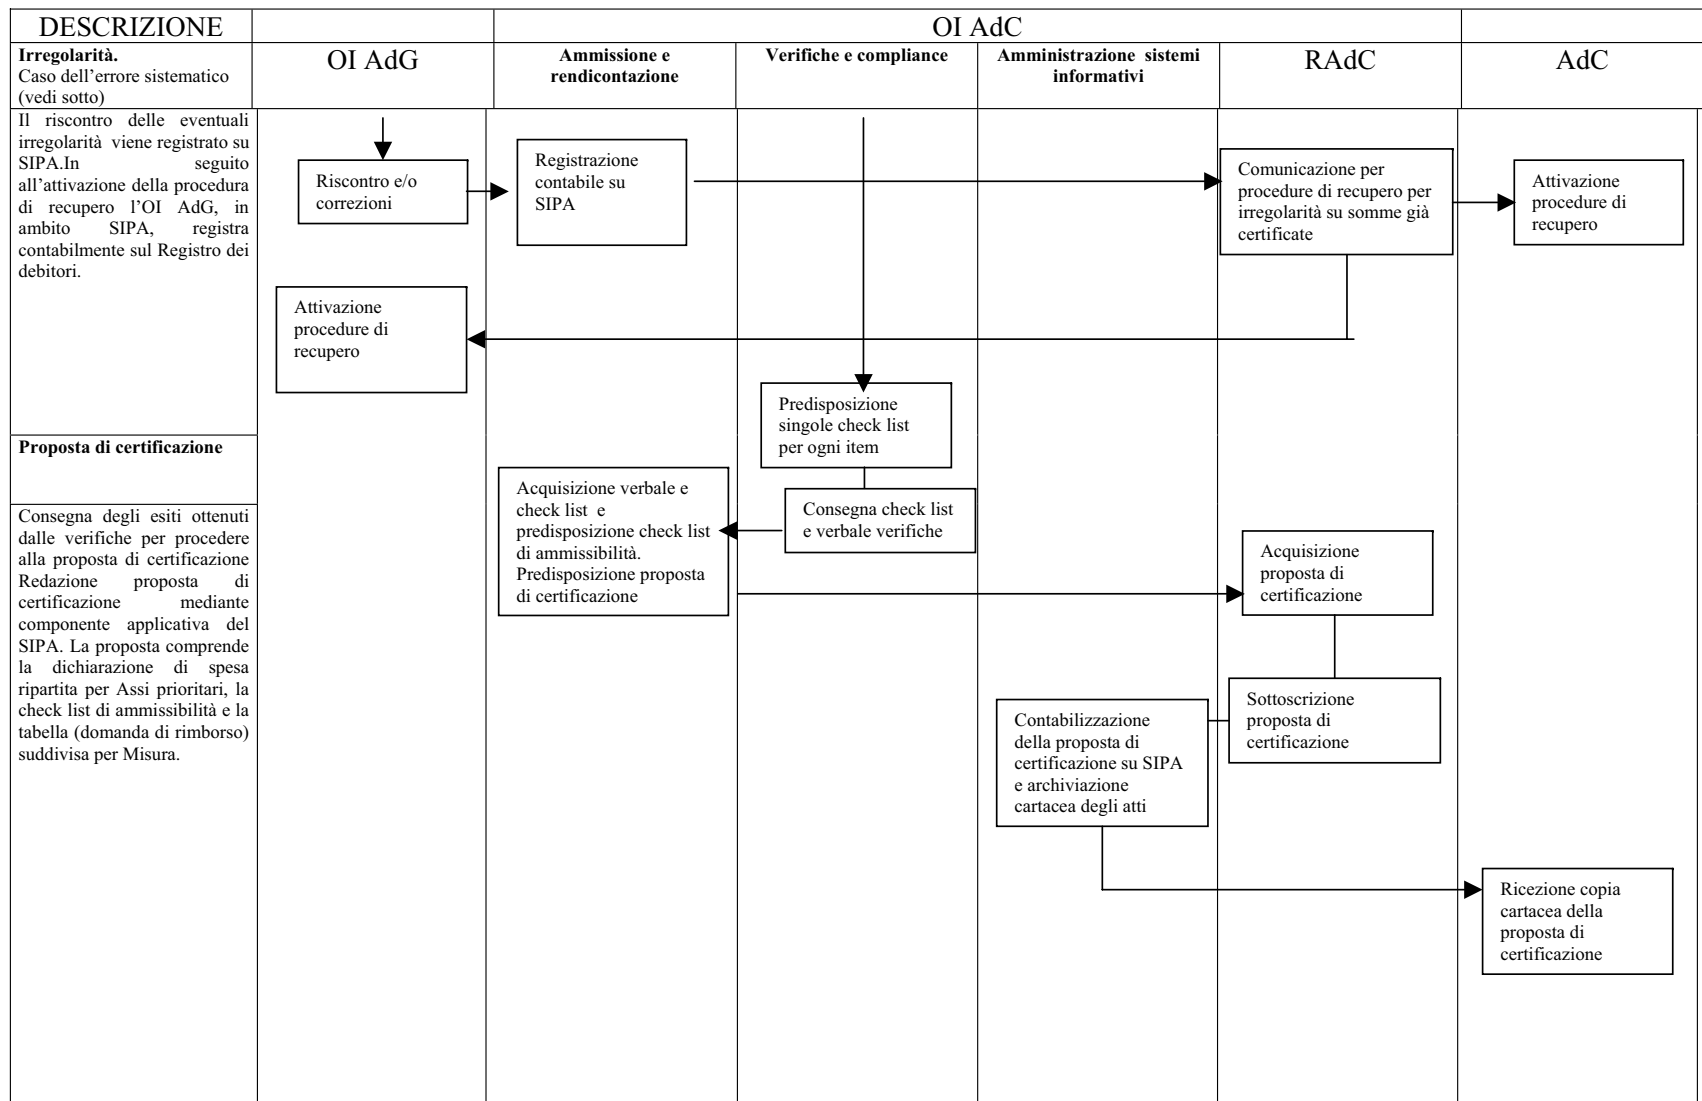 DESCRIZIONE
OI AdC
Irregolarità.
Caso dell'errore sistematico
(vedi sotto)
OI AdG
Ammissione e
rendicontazione
Verifiche e compliance
Amministrazione sistemi
informativi
RAdC
AdC
Il riscontro delle eventuali
irregolarità viene registrato su
SIPA.In seguito
all'attivazione della procedura
di recupero l'OI AdG, in
ambito SIPA, registra
contabilmente sul Registro dei
debitori.
Riscontro e/o
correzioni
Registrazione
contabile su
SIPA
Comunicazione per
procedure di recupero per
irregolarità su somme già
certificate
Attivazione
procedure di
recupero
Attivazione
procedure di
recupero
Predisposizione
singole check list
per ogni item
Proposta di certificazione
Consegna degli esiti ottenuti
dalle verifiche per procedere
alla proposta di certificazione
Redazione proposta di
certificazione mediante
componente applicativa del
SIPA. La proposta comprende
la dichiarazione di spesa
ripartita per Assi prioritari, la
check list di ammissibilità e la
tabella (domanda di rimborso)
suddivisa per Misura.
Acquisizione verbale e
check list e
predisposizione check list
di ammissibilità.
Predisposizione proposta
di certificazione
Consegna check list
e verbale verifiche
Acquisizione
proposta di
certificazione
Sottoscrizione
proposta di
certificazione
Contabilizzazione
della proposta di
certificazione su SIPA
e archiviazione
cartacea degli atti
Ricezione copia
cartacea della
proposta di
certificazione